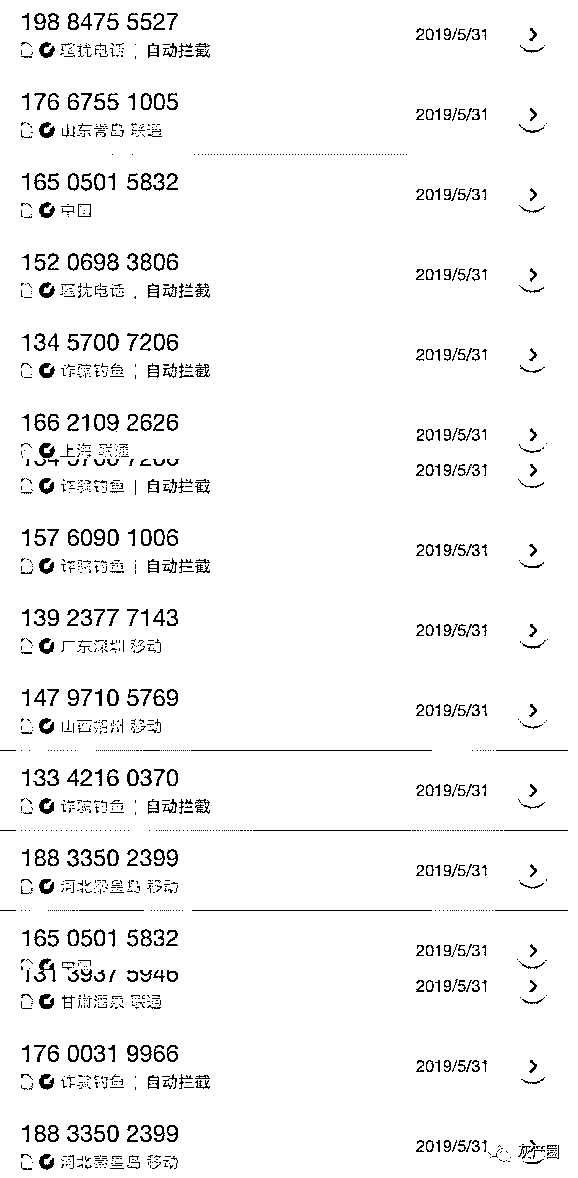 198 8475 5527
2019/5/31
骚扰电话 | 自动拦截
176 6755 1005
2019/5/31
山东青岛 联通
165 0501 5832
2019/5/31
中国
152 0698 3806
2019/5/31
骚扰电话 | 自动拦截
134 5700 7206
2019/5/31
诈骗钓鱼 | 自动拦截
166 2109 2626
2019/5/31
上海 联通
134 5700 7206
2019/5/31
诈骗钓鱼 | 自动拦截
157 6090 1006
2019/5/31
诈骗钓鱼 | 自动拦截
139 2377 7143
2019/5/31
广东深圳 移动
147 9710 5769
2019/5/31
山西朔州 移动
133 4216 0370
2019/5/31
诈骗钓鱼 | 自动拦截
188 3350 2399
2019/5/31
河北秦皇岛 移动
165 0501 5832
2019/5/31
中国
131 3937 5946
2019/5/31
甘肃酒泉 联通
176 0031 9966
2019/5/31
诈骗钓鱼 | 自动拦截
188 3350 2399
2019/5/31
河北秦皇岛 移动
灰产圈